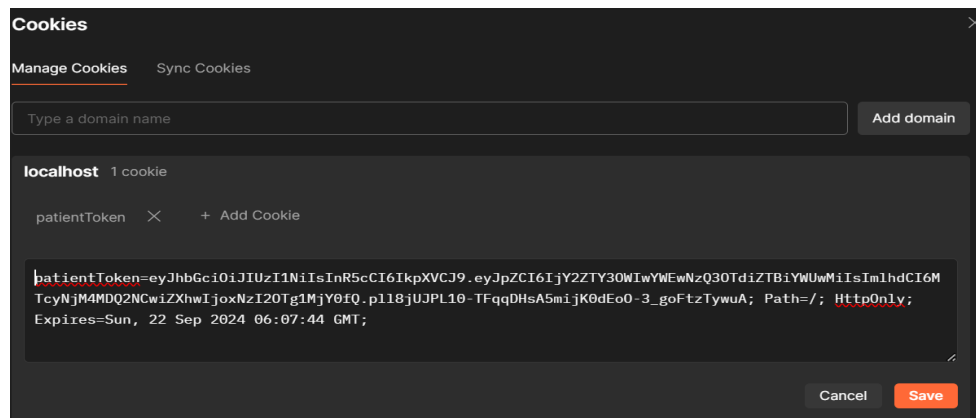 Cookies
Manage Cookies Sync Cookies
Type a domain name Add domain
localhost 1 cookie
patientToken + Add Cookie
patientToken=eyJhbGciOiJIUzI1NiIsInR5cCI6IkpXVCJ9.eyJpZCI6IjY2ZTY3OWIwYWEwNzQ3OTdiZTBiYWUwMiIsImlhdCI6M
TcyNjM4MDQ2NCwiZXhwIjoxNzI2OTg1MjY0fQ.pll8jUJPL10-TFqqDHsA5mijK0dEoO-3_goFtzTywuA; Path=/; HttpOnly;
Expires=Sun, 22 Sep 2024 06:07:44 GMT;
Cancel Save